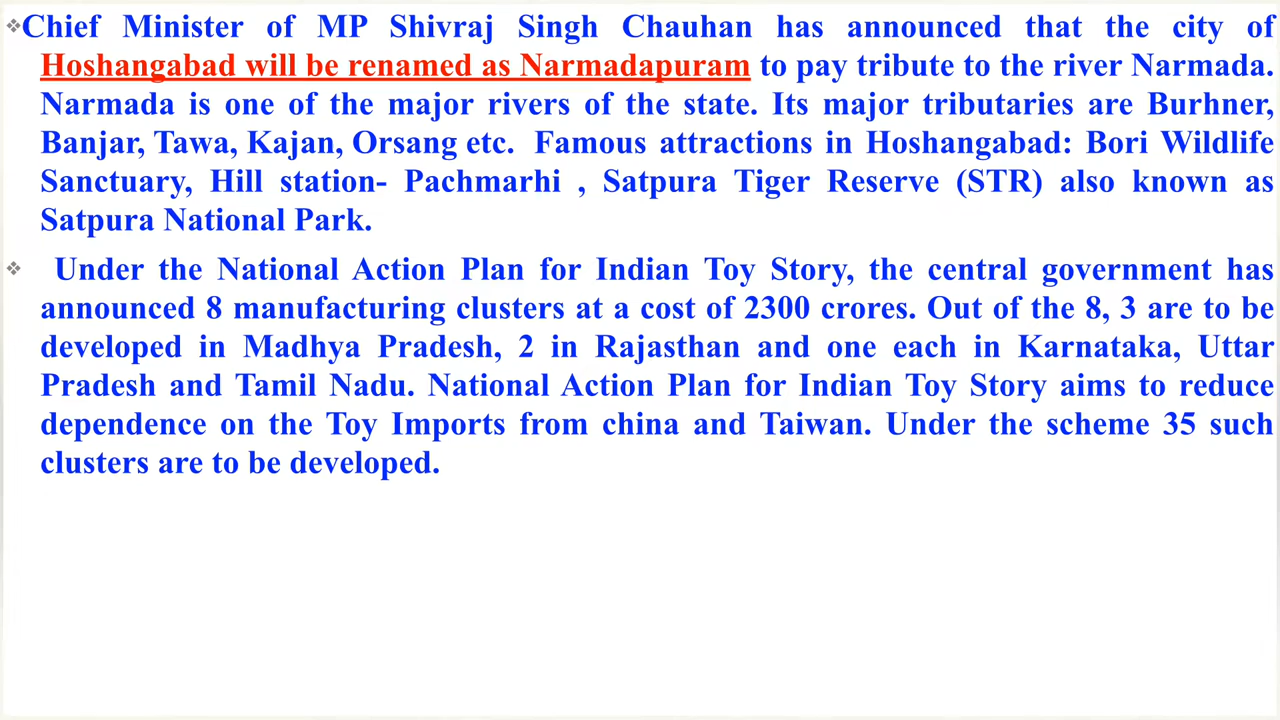 ❖Chief Minister of MP Shivraj Singh Chauhan has announced that the city of
Hoshangabad will be renamed as Narmadapuram to pay tribute to the river Narmada.
Narmada is one of the major rivers of the state. Its major tributaries are Burhner,
Banjar, Tawa, Kajan, Orsang etc. Famous attractions in Hoshangabad: Bori Wildlife
Sanctuary, Hill station- Pachmarhi , Satpura Tiger Reserve (STR) also known as
Satpura National Park.
❖ Under the National Action Plan for Indian Toy Story, the central government has
announced 8 manufacturing clusters at a cost of 2300 crores. Out of the 8, 3 are to be
developed in Madhya Pradesh, 2 in Rajasthan and one each in Karnataka, Uttar
Pradesh and Tamil Nadu. National Action Plan for Indian Toy Story aims to reduce
dependence on the Toy Imports from china and Taiwan. Under the scheme 35 such
clusters are to be developed.